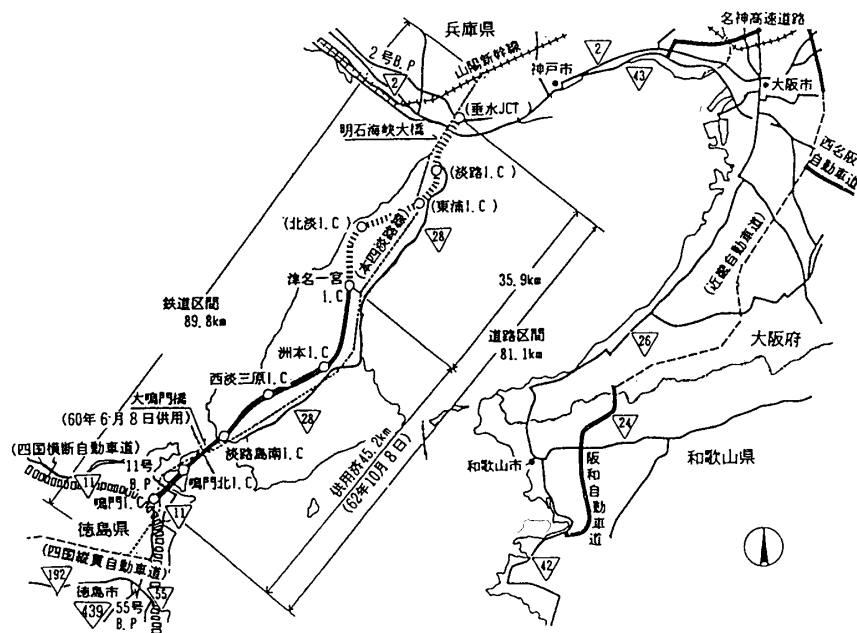 兵庫県
名神高速道路
2号B.P
2
山陽新幹線
2
神戸市
43
大阪市
(垂水JCT)
明石海峡大橋
西名阪
自動車道
(淡路I.C)
(東浦I.C)
(北淡I.C)
(本四淡路線)
28
(近畿自動車道)
津名一宮
I.C
35.9km
鉄道区間
89.8km
道路区間
81.1km
大阪府
洲本I.C
26
西淡三原I.C
大鳴門橋
(60年6月8日供用)
28
24
(四国横断自動車道)
11号
B.P
淡路島南I.C
供用済45.2km
(62年10月8日)
和歌山市
和歌山県
阪和自動車道
11
鳴門北I.C
鳴門I.C
11
徳島県
(四国縦貫自動車道)
192
徳島市
55
42
439
55号
B.P